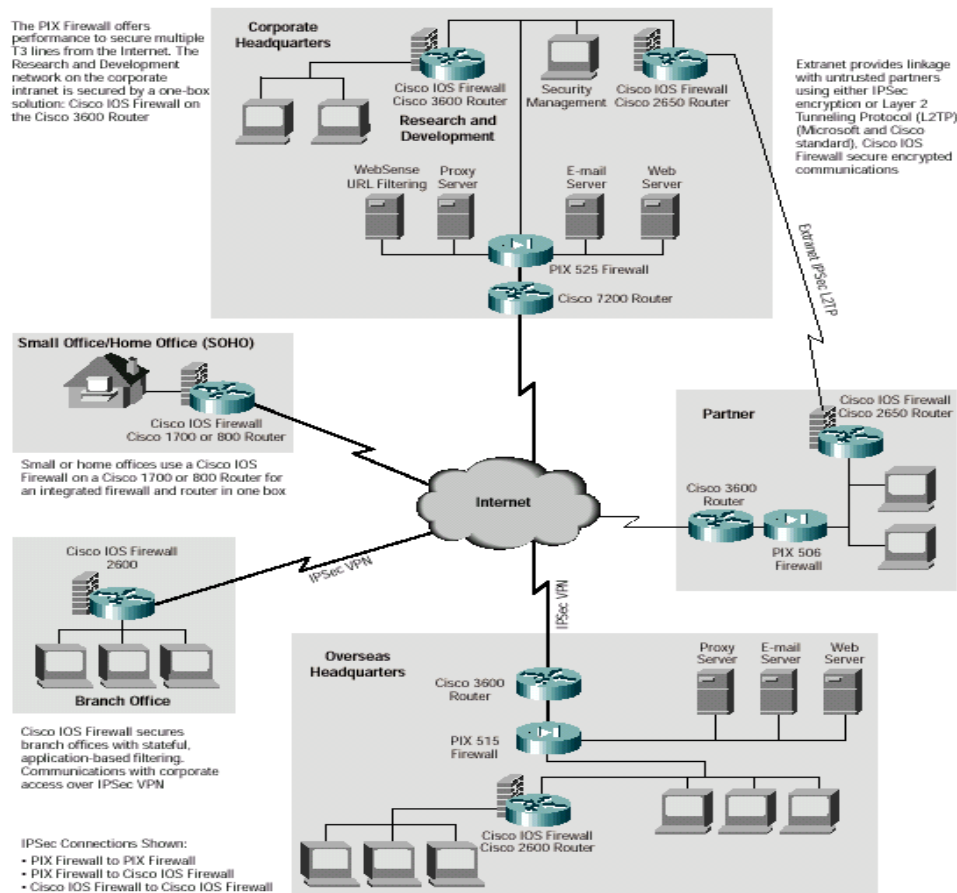 The PIX Firewall offers
performance to secure multiple
T3 lines from the Internet. The
Research and Development
network on the corporate
intranet is secured by a one-box
solution: Cisco IOS Firewall on
the Cisco 3600 Router
Corporate
Headquarters
Cisco IOS Firewall
Cisco 3600 Router
Research and
Development
Security
Management
Cisco IOS Firewall
Cisco 2650 Router
Extranet provides linkage
with untrusted partners
using either IPSec
encryption or Layer 2
Tunneling Protocol (L2TP)
(Microsoft and Cisco
standard), Cisco IOS
Firewall secure encrypted
communications
WebSense
URL Filtering
Proxy
Server
E-mail
Server
Web
Server
PIX 525 Firewall
Cisco 7200 Router
Extranet IPSec L2TP
Small Office/Home Office (SOHO)
Cisco IOS Firewall
Cisco 1700 or 800 Router
Small or home offices use a Cisco IOS
Firewall on a Cisco 1700 or 800 Router for
an integrated firewall and router in one box
Partner
Cisco IOS Firewall
Cisco 2650 Router
Cisco 3600
Router
PIX 506
Firewall
Internet
Cisco IOS Firewall
2600
IPSec VPN
Branch Office
Cisco IOS Firewall secures
branch offices with stateful,
application-based filtering.
Communications with corporate
access over IPSec VPN
IPSec VPN
Overseas
Headquarters
Cisco 3600
Router
PIX 515
Firewall
Proxy
Server
E-mail
Server
Web
Server
Cisco IOS Firewall
Cisco 2600 Router
IPSec Connections Shown:
• PIX Firewall to PIX Firewall
• PIX Firewall to Cisco IOS Firewall
• Cisco IOS Firewall to Cisco IOS Firewall